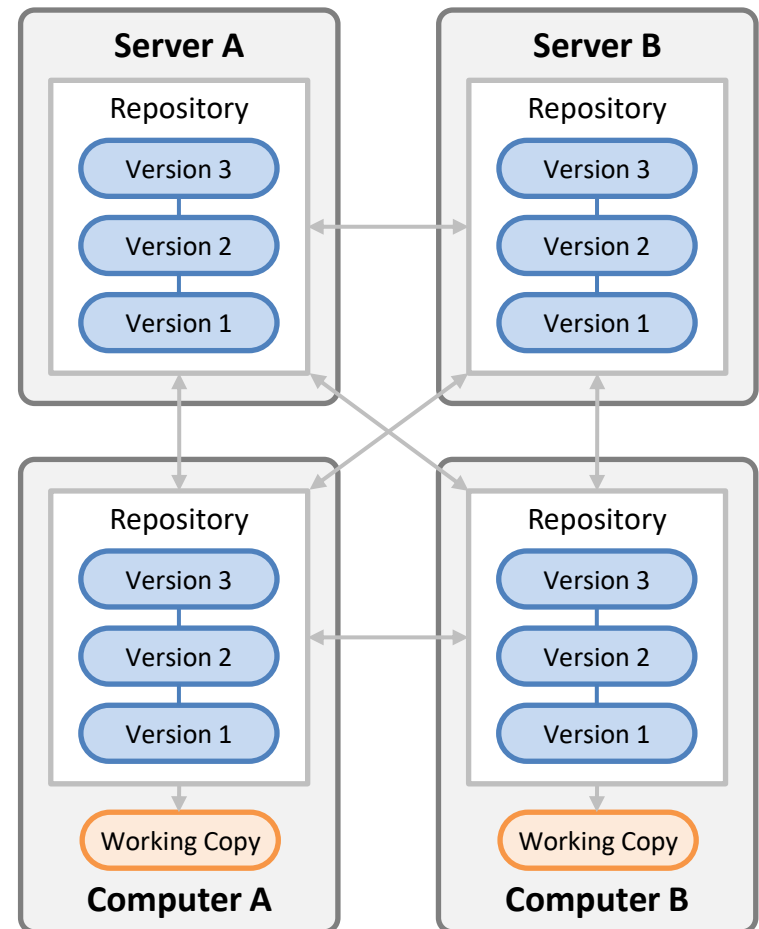 Server A
Repository
Version 3
Version 2
Version 1
Server B
Repository
Version 3
Version 2
Version 1
Repository
Version 3
Version 2
Version 1
Working Copy
Computer A
Repository
Version 3
Version 2
Version 1
Working Copy
Computer B